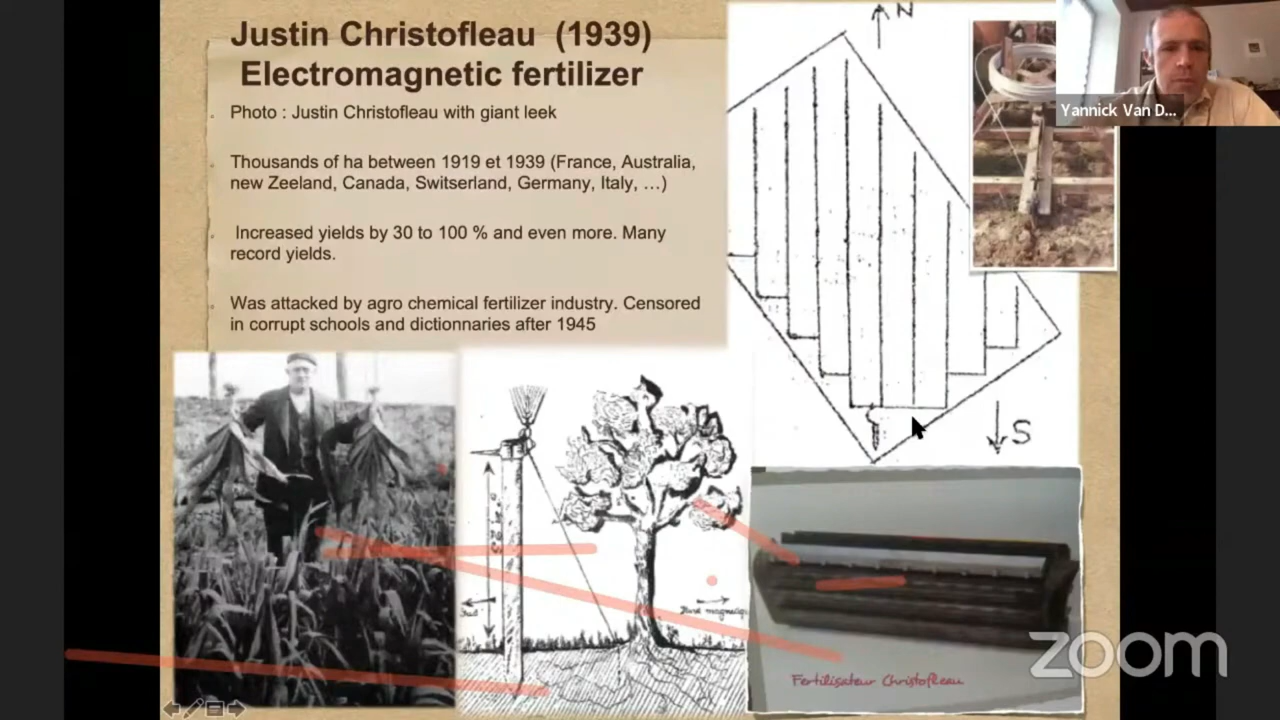 Justin Christofleau (1939)
Electromagnetic fertilizer
Photo : Justin Christofleau with giant leek
Thousands of ha between 1919 et 1939 (France, Australia,
new Zeeland, Canada, Switserland, Germany, Italy, …)
Increased yields by 30 to 100 % and even more. Many
record yields.
Was attacked by agro chemical fertilizer industry. Censored
in corrupt schools and dictionnaries after 1945
N
Yannick Van D...
S
Sud
Fertilisateur Christofleau
zoom